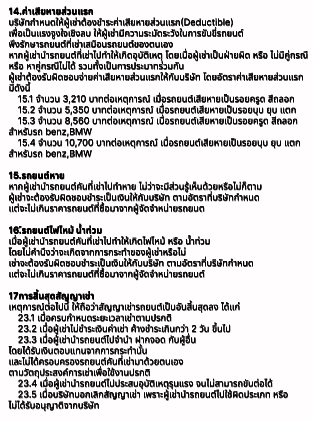 14.ค่าเสียหายส่วนแรก
บริษัทกำหนดให้ผู้เช่าต้องชำระค่าเสียหายส่วนแรก(Deductible)
เพื่อเป็นแรงจูงใจเชิงลบ ให้ผู้เช่ามีความระมัดระวังในการขับขี่รถยนต์
พึงรักษารถยนต์ที่เช่าเสมือนรถยนต์ของตนเอง
หากผู้เช่านำรถยนต์ที่เช่าไปทำให้เกิดอุบัติเหตุ โดยเมื่อผู้เช่าเป็นฝ่ายผิด หรือ ไม่มีคู่กรณี
หรือ หาคู่กรณีไม่ได้ รวมทั้งเป็นการประมาทร่วมกัน
ผู้เช่าต้องรับผิดชอบจ่ายค่าเสียหายส่วนแรกให้กับบริษัท โดยอัตราค่าเสียหายส่วนแรก
มีดังนี้
15.1 จำนวน 3,210 บาทต่อเหตุการณ์ เมื่อรถยนต์เสียหายเป็นรอยครูด สีถลอก
15.2 จำนวน 5,350 บาทต่อเหตุการณ์ เมื่อรถยนต์เสียหายเป็นรอยบุบ ยุบ แตก
15.3 จำนวน 8,560 บาทต่อเหตุการณ์ เมื่อรถยนต์เสียหายเป็นรอยครูด สีถลอก
สำหรับรถ benz,BMW
15.4 จำนวน 10,700 บาทต่อเหตุการณ์ เมื่อรถยนต์เสียหายเป็นรอยบุบ ยุบ แตก
สำหรับรถ benz,BMW
15.รถยนต์หาย
หากผู้เช่านำรถยนต์คันที่เช่าไปทำหาย ไม่ว่าจะมีส่วนรู้เห็นด้วยหรือไม่ก็ตาม
ผู้เช่าจะต้องรับผิดชอบชำระเป็นเงินให้กับบริษัท ตามอัตราที่บริษัทกำหนด
แต่จะไม่เกินราคารถยนต์ที่ซื้อมาจากผู้จัดจำหน่ายรถยนต
16.รถยนต์ไฟไหม้ น้ำท่วม
เมื่อผู้เช่านำรถยนต์คันที่เช่าไปทำให้เกิดไฟไหม้ หรือ น้ำท่วม
โดยไม่คำนึงว่าจะเกิดจากการกระทำของผู้เช่าหรือไม่
เช่าจะต้องรับผิดชอบชำระเป็นเงินให้กับบริษัท ตามอัตราที่บริษัทกำหนด
แต่จะไม่เกินราคารถยนต์ที่ซื้อมาจากผู้จัดจำหน่ายรถยนต์
17การสิ้นสุดสัญญาเช่า
เหตุการณ์ต่อไปนี้ ให้ถือว่าสัญญาเช่ารถยนต์เป็นอันสิ้นสุดลง ได้แก่
23.1 เมื่อครบกำหนดระยะเวลาเช่าตามปรกติ
23.2 เมื่อผู้เช่าไม่ชำระเงินค่าเช่า ค้างชำระเกินกว่า 2 วัน ขึ้นไป
23.3 เมื่อผู้เช่านำรถยนต์ไปจำนำ ฝากจอด กับผู้อื่น
โดยได้รับเงินตอบแทนจากการกระทำนั้น
และไม่ได้ครอบครองรถยนต์คันที่เช่ามาด้วยตนเอง
ตามวัตถุประสงค์การเช่าเพื่อใช้งานปรกติ
23.4 เมื่อผู้เช่านำรถยนต์ไปประสบอุบัติเหตุรุนแรง จนไม่สามารถขับต่อได้
23.5 เมื่อบริษัทบอกเลิกสัญญาเช่า เพราะผู้เช่านำรถยนต์ไปใช้ผิดประเภท หรือ
ไม่ได้รับอนุญาติจากบริษัท